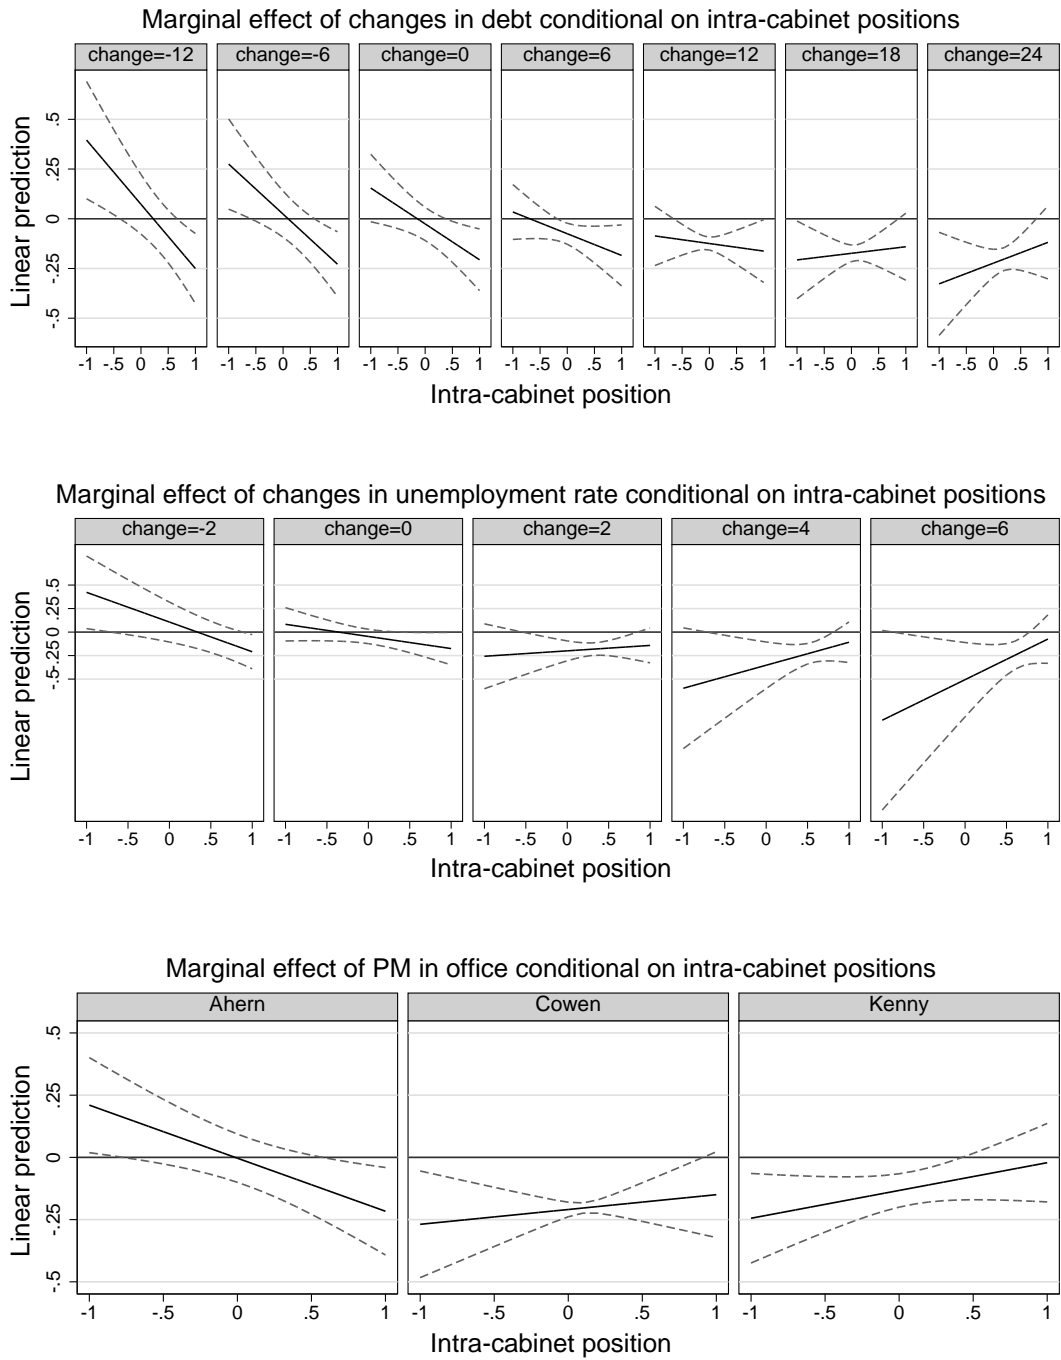 Marginal effect of changes in debt conditional on intra-cabinet positions
change=-12 change=-6 change=0 change=6 change=12 change=18 change=24
Linear prediction
.5
.25
0
-.25
-.5
-1 -.5 0 .5 1 -1 -.5 0 .5 1 -1 -.5 0 .5 1 -1 -.5 0 .5 1 -1 -.5 0 .5 1 -1 -.5 0 .5 1 -1 -.5 0 .5 1
Intra-cabinet position
Marginal effect of changes in unemployment rate conditional on intra-cabinet positions
change=-2 change=0 change=2 change=4 change=6
Linear prediction
.5
.25
0
-.25
-.5
-1 -.5 0 .5 1 -1 -.5 0 .5 1 -1 -.5 0 .5 1 -1 -.5 0 .5 1 -1 -.5 0 .5 1
Intra-cabinet position
Marginal effect of PM in office conditional on intra-cabinet positions
Ahern Cowen Kenny
Linear prediction
.5
.25
0
-.25
-.5
-1 -.5 0 .5 1 -1 -.5 0 .5 1 -1 -.5 0 .5 1
Intra-cabinet position